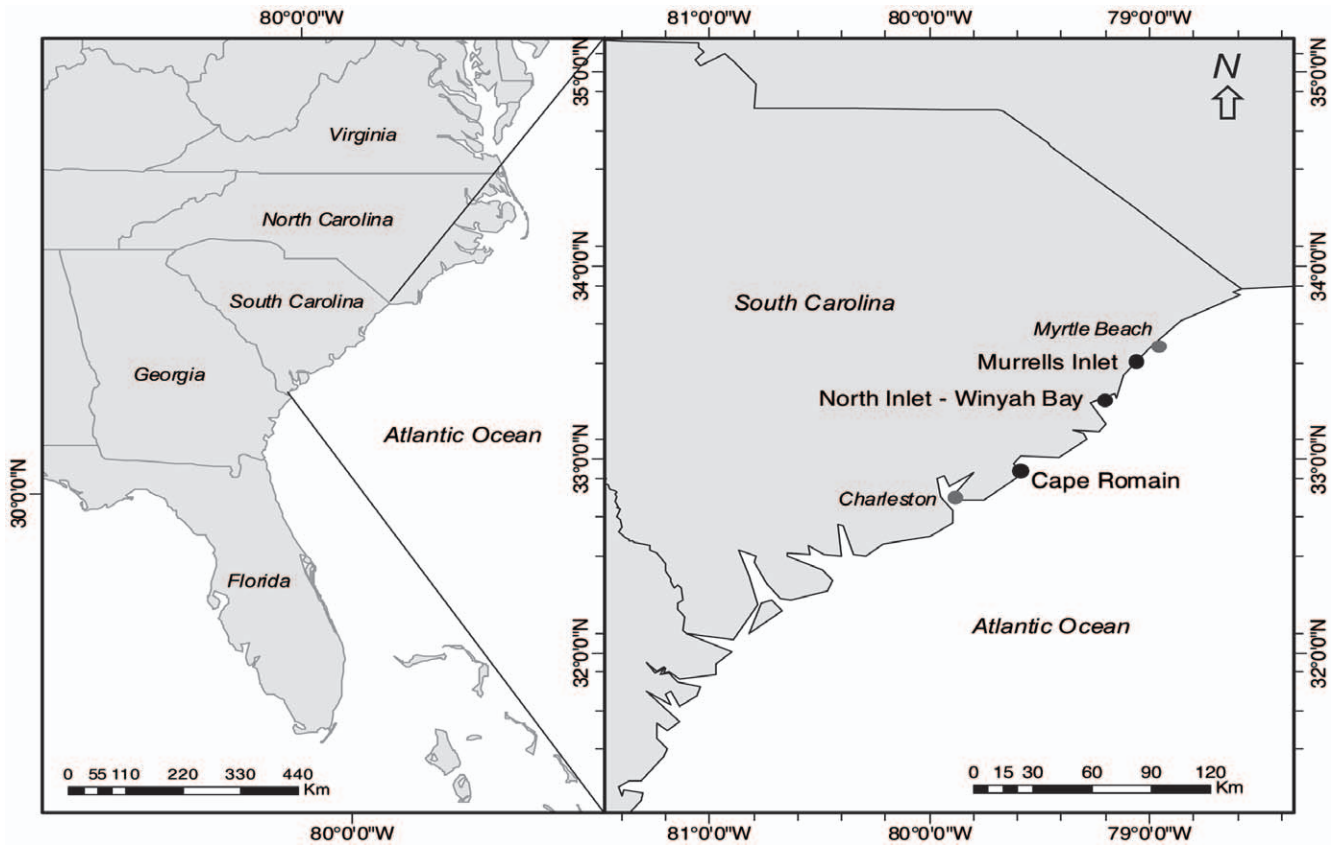 80°0'0"W
81°0'0"W
80°0'0"W
79°0'0"W
N
Virginia
North Carolina
South Carolina
Georgia
Atlantic Ocean
Florida
30°0'0"N
0 55 110 220 330 440
Km
80°0'0"W
35°0'0"N
34°0'0"N
33°0'0"N
32°0'0"N
South Carolina
Myrtle Beach
Murrells Inlet
North Inlet - Winyah Bay
Cape Romain
Charleston
Atlantic Ocean
0 15 30 60 90 120
Km
35°0'0"N
34°0'0"N
33°0'0"N
32°0'0"N
81°0'0"W
80°0'0"W
79°0'0"W